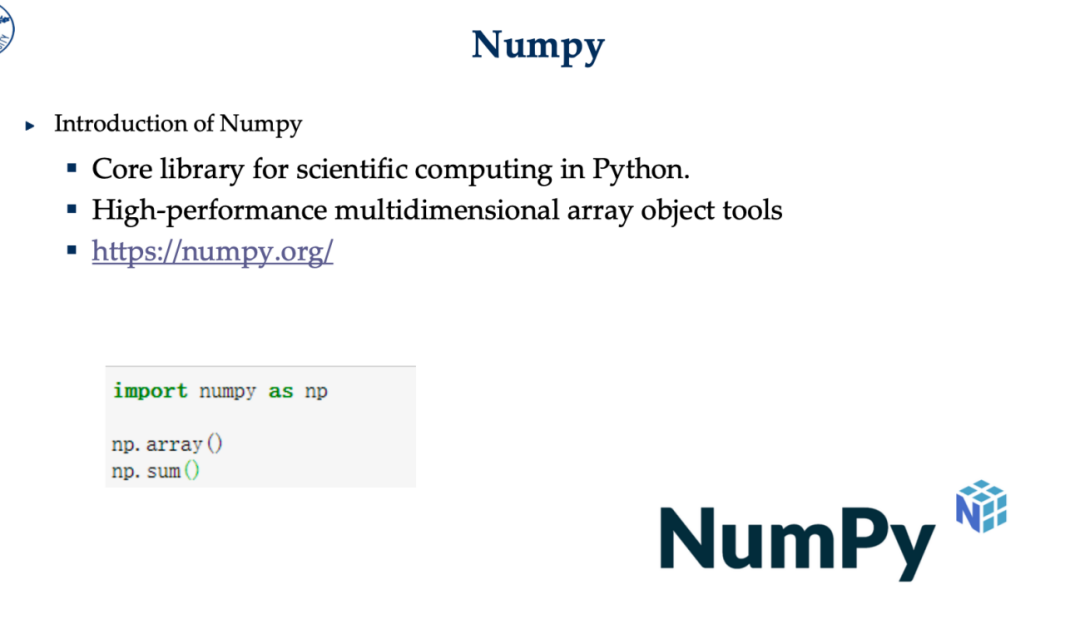 Numpy
Introduction of Numpy
Core library for scientific computing in Python.
High-performance multidimensional array object tools
https://numpy.org/
import numpy as np
np. array()
np. sum()
NumPy